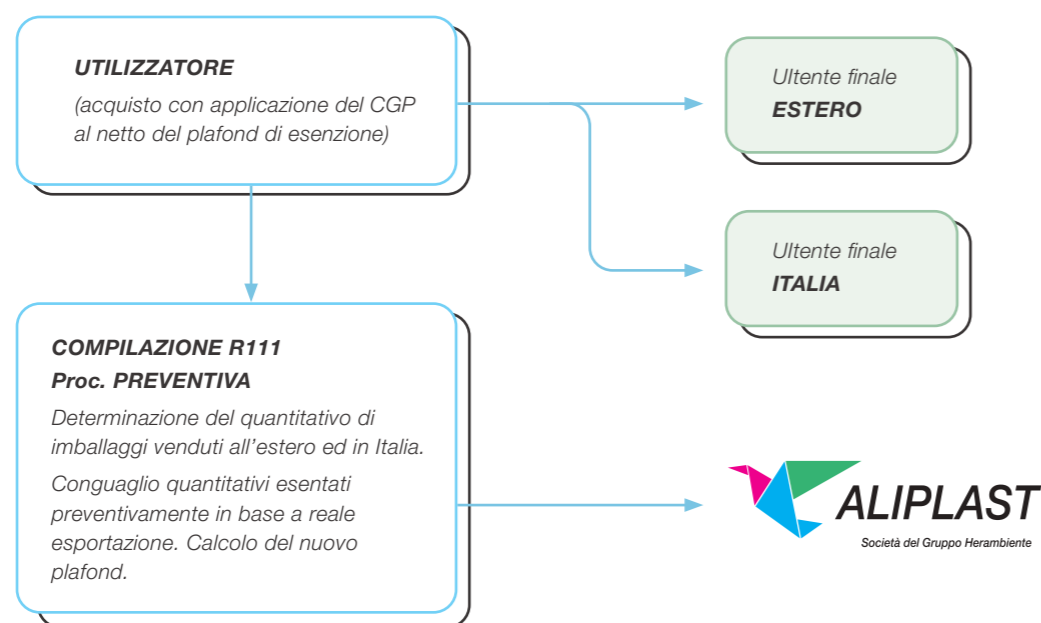 UTILIZZATORE
(acquisto con applicazione del CGP
al netto del plafond di esenzione)
Ultente finale
ESTERO
Ultente finale
ITALIA
COMPILAZIONE R111
Proc. PREVENTIVA
Determinazione del quantitativo di
imballaggi venduti all’estero ed in Italia.
Conguaglio quantitativi esentati
preventivamente in base a reale
esportazione. Calcolo del nuovo
plafond.
ALIPLAST
Società del Gruppo Herambiente